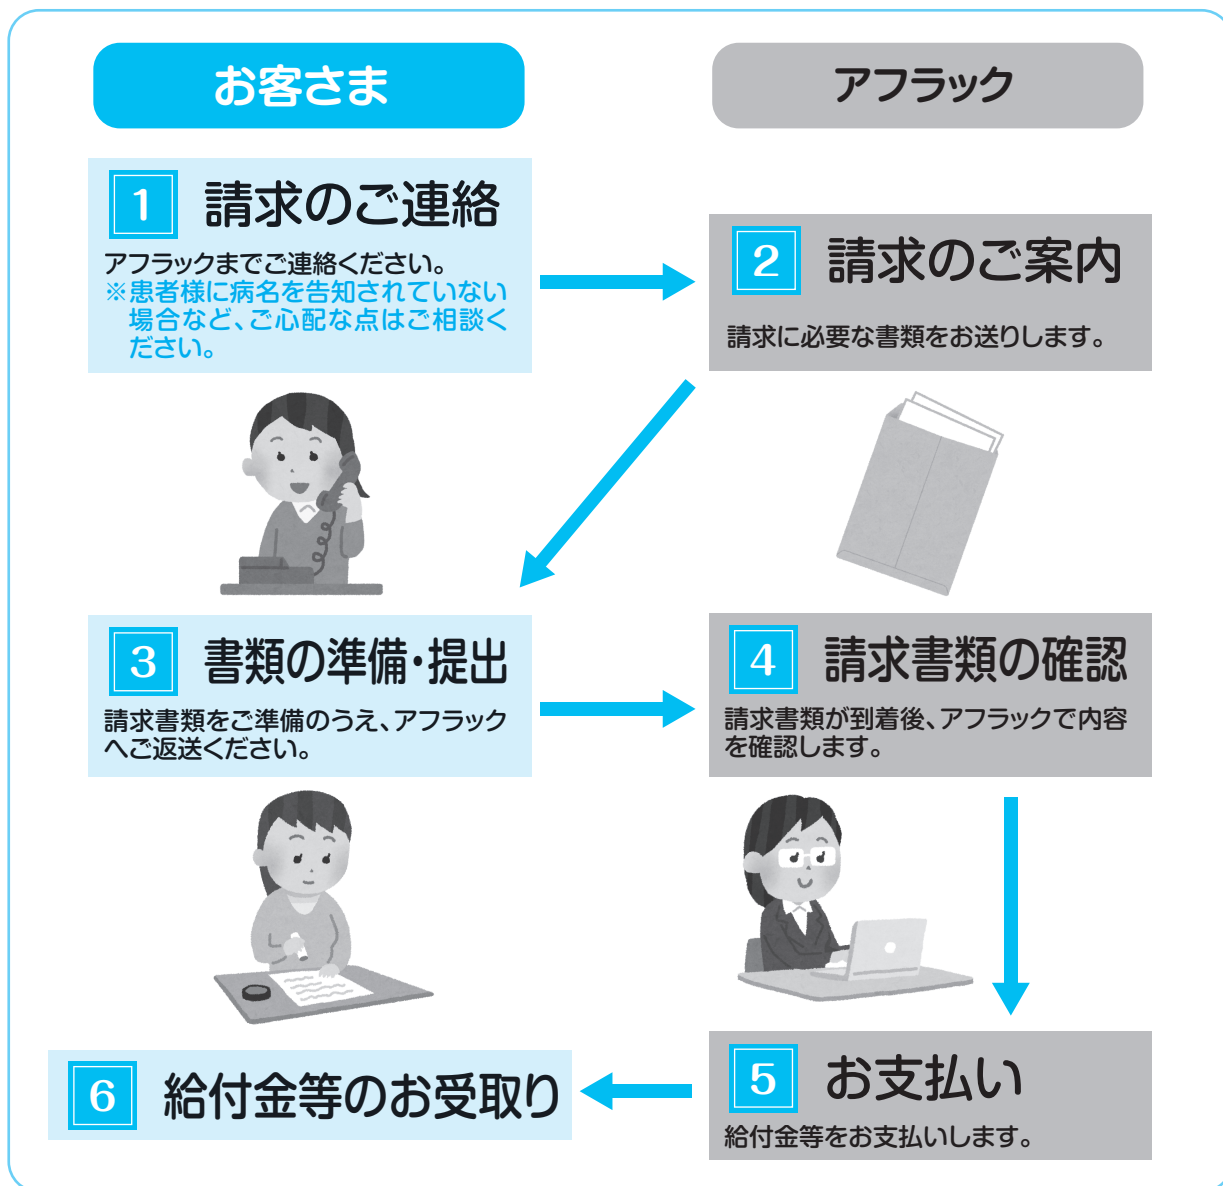 お客さま
アフラック
1 請求のご連絡
アフラックまでご連絡ください。
※患者様に病名を告知されていない
場合など、ご心配な点はご相談く
ださい。
2 請求のご案内
請求に必要な書類をお送りします。
3 書類の準備・提出
請求書類をご準備のうえ、アフラック
へご返送ください。
4 請求書類の確認
請求書類が到着後、アフラックで内容
を確認します。
5 お支払い
給付金等をお支払いします。
6 給付金等のお受取り